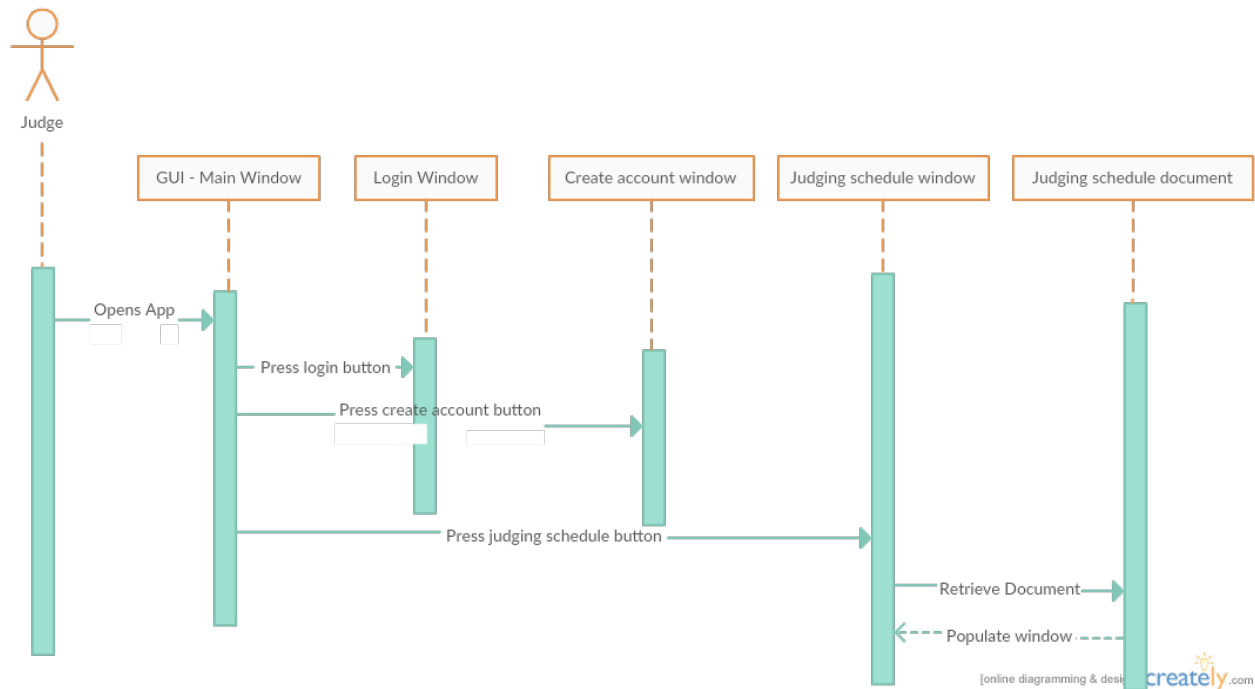 Judge
GUI - Main Window
Login Window
Create account window
Judging schedule window
Judging schedule document
Opens App
Press login button
Press create account button
Press judging schedule button
Retrieve Document
Populate window
[online diagramming &
creately.com